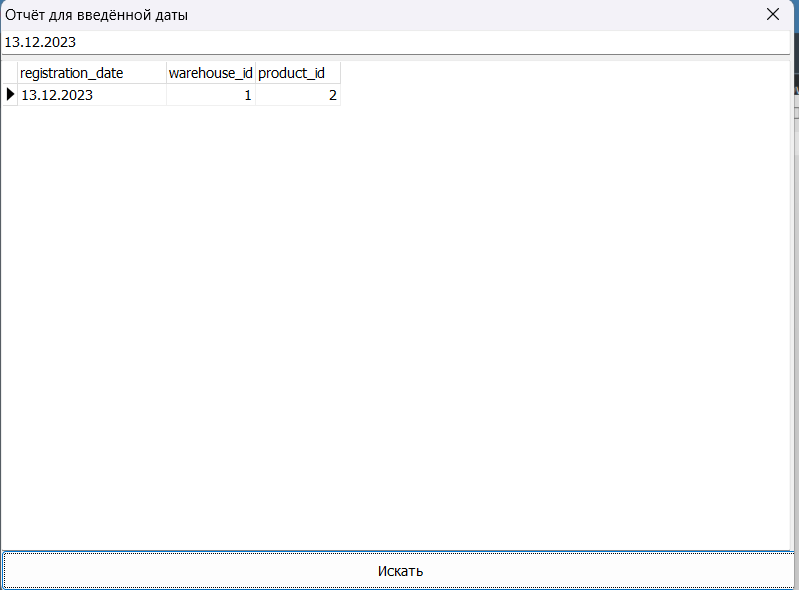 Отчёт для введённой даты
13.12.2023
registration_date warehouse_id product_id
13.12.2023 1 2
Искать